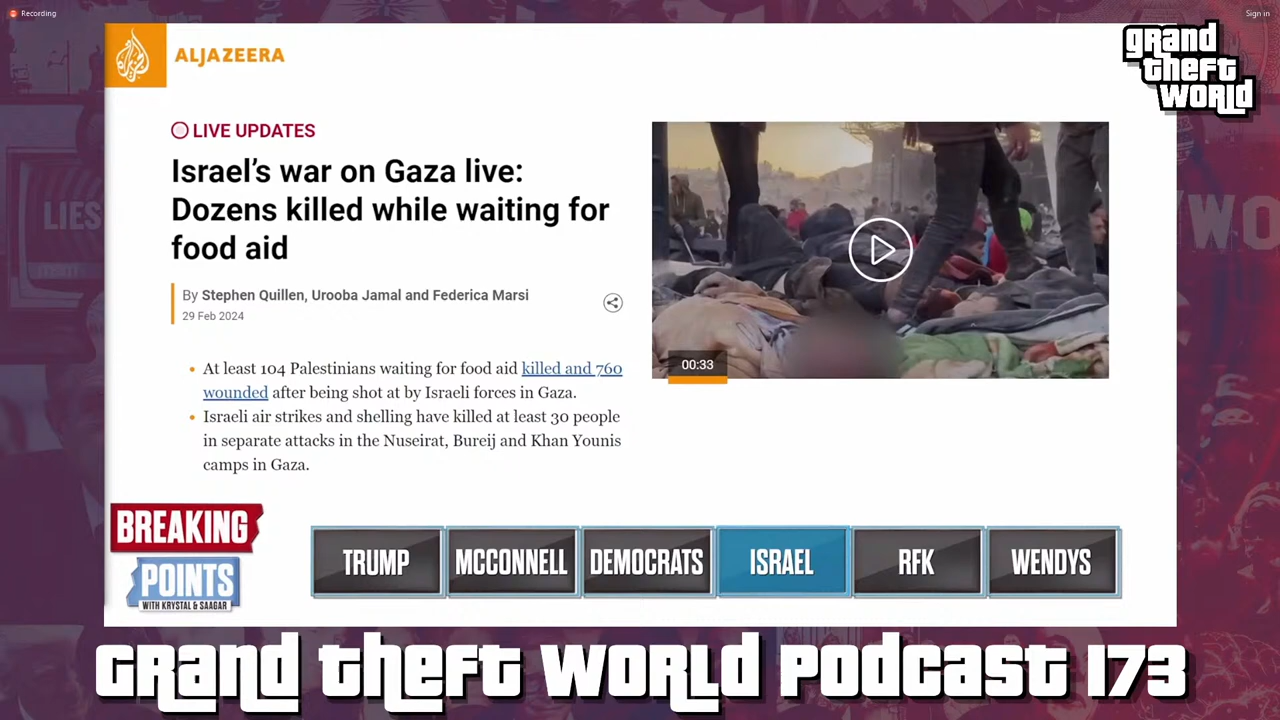 Recording
Sign in
grand
theft
world
ALJAZEERA
LIVE UPDATES
Israel’s war on Gaza live:
Dozens killed while waiting for
food aid
By Stephen Quillen, Urooba Jamal and Federica Marsi
29 Feb 2024
At least 104 Palestinians waiting for food aid killed and 760
wounded after being shot at by Israeli forces in Gaza.
Israeli air strikes and shelling have killed at least 30 people
in separate attacks in the Nuseirat, Bureij and Khan Younis
camps in Gaza.
00:33
LIES
BREAKING
POINTS
WITH KRYSTAL & SAAGAR
TRUMP
MCCONNELL
DEMOCRATS
ISRAEL
RFK
WENDYS
Grand theft World Podcast 173